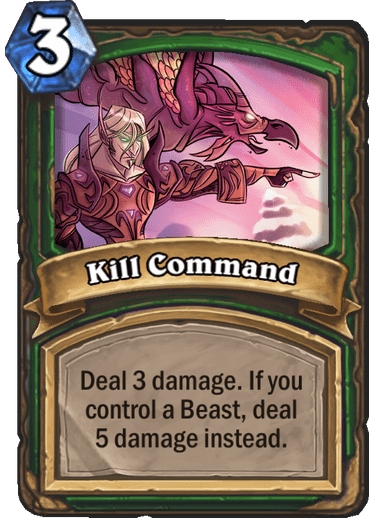 3
Kill Command
Deal 3 damage. If you
control a Beast, deal
5 damage instead.